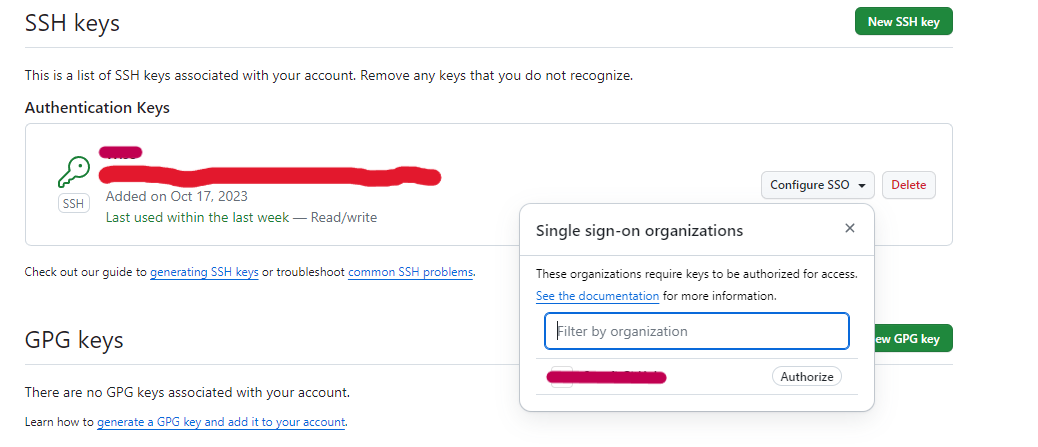 SSH keys
New SSH key
This is a list of SSH keys associated with your account. Remove any keys that you do not recognize.
Authentication Keys
SSH
Added on Oct 17, 2023
Last used within the last week — Read/write
Configure SSO
Delete
Single sign-on organizations
These organizations require keys to be authorized for access.
See the documentation for more information.
Filter by organization
Authorize
Check out our guide to generating SSH keys or troubleshoot common SSH problems.
GPG keys
ew GPG key
There are no GPG keys associated with your account.
Learn how to generate a GPG key and add it to your account.